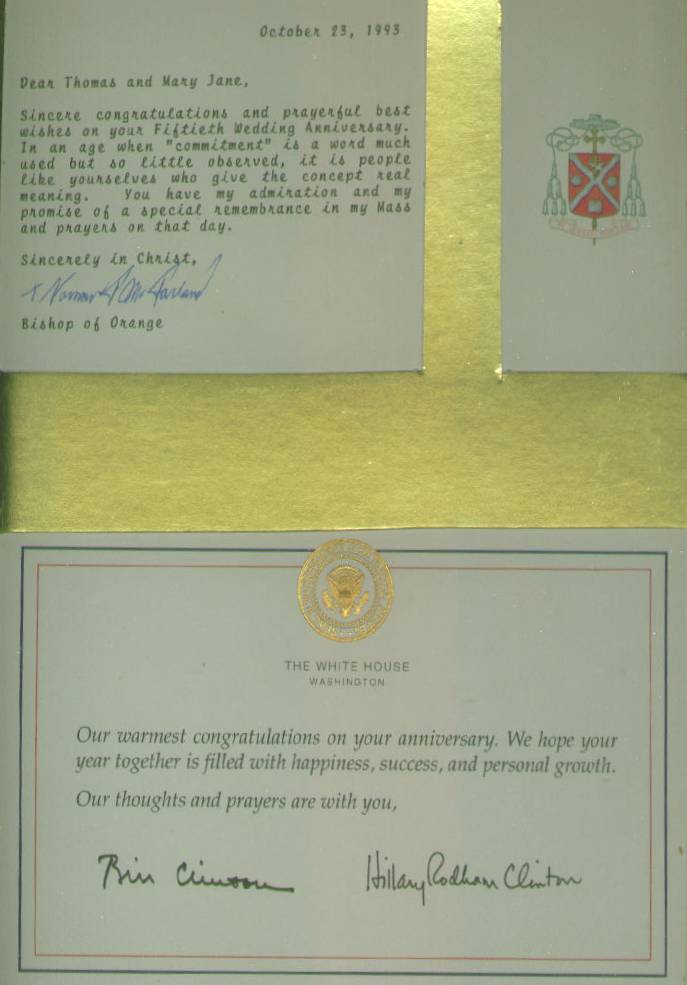 October 23, 1993
Dear Thomas and Mary Jane,
Sincere congratulations and prayerful best
wishes on your Fiftieth Wedding Anniversary.
In an age when "commitment" is a word much
used but so little observed, it is people
like yourselves who give the concept real
meaning. You have my admiration and my
promise of a special remembrance in my Mass
and prayers on that day.
Sincerely in Christ,
+ Norman F McFarland
Bishop of Orange
THE WHITE HOUSE
WASHINGTON
Our warmest congratulations on your anniversary. We hope your
year together is filled with happiness, success, and personal growth.
Our thoughts and prayers are with you,
Bill Clinton Hillary Rodham Clinton